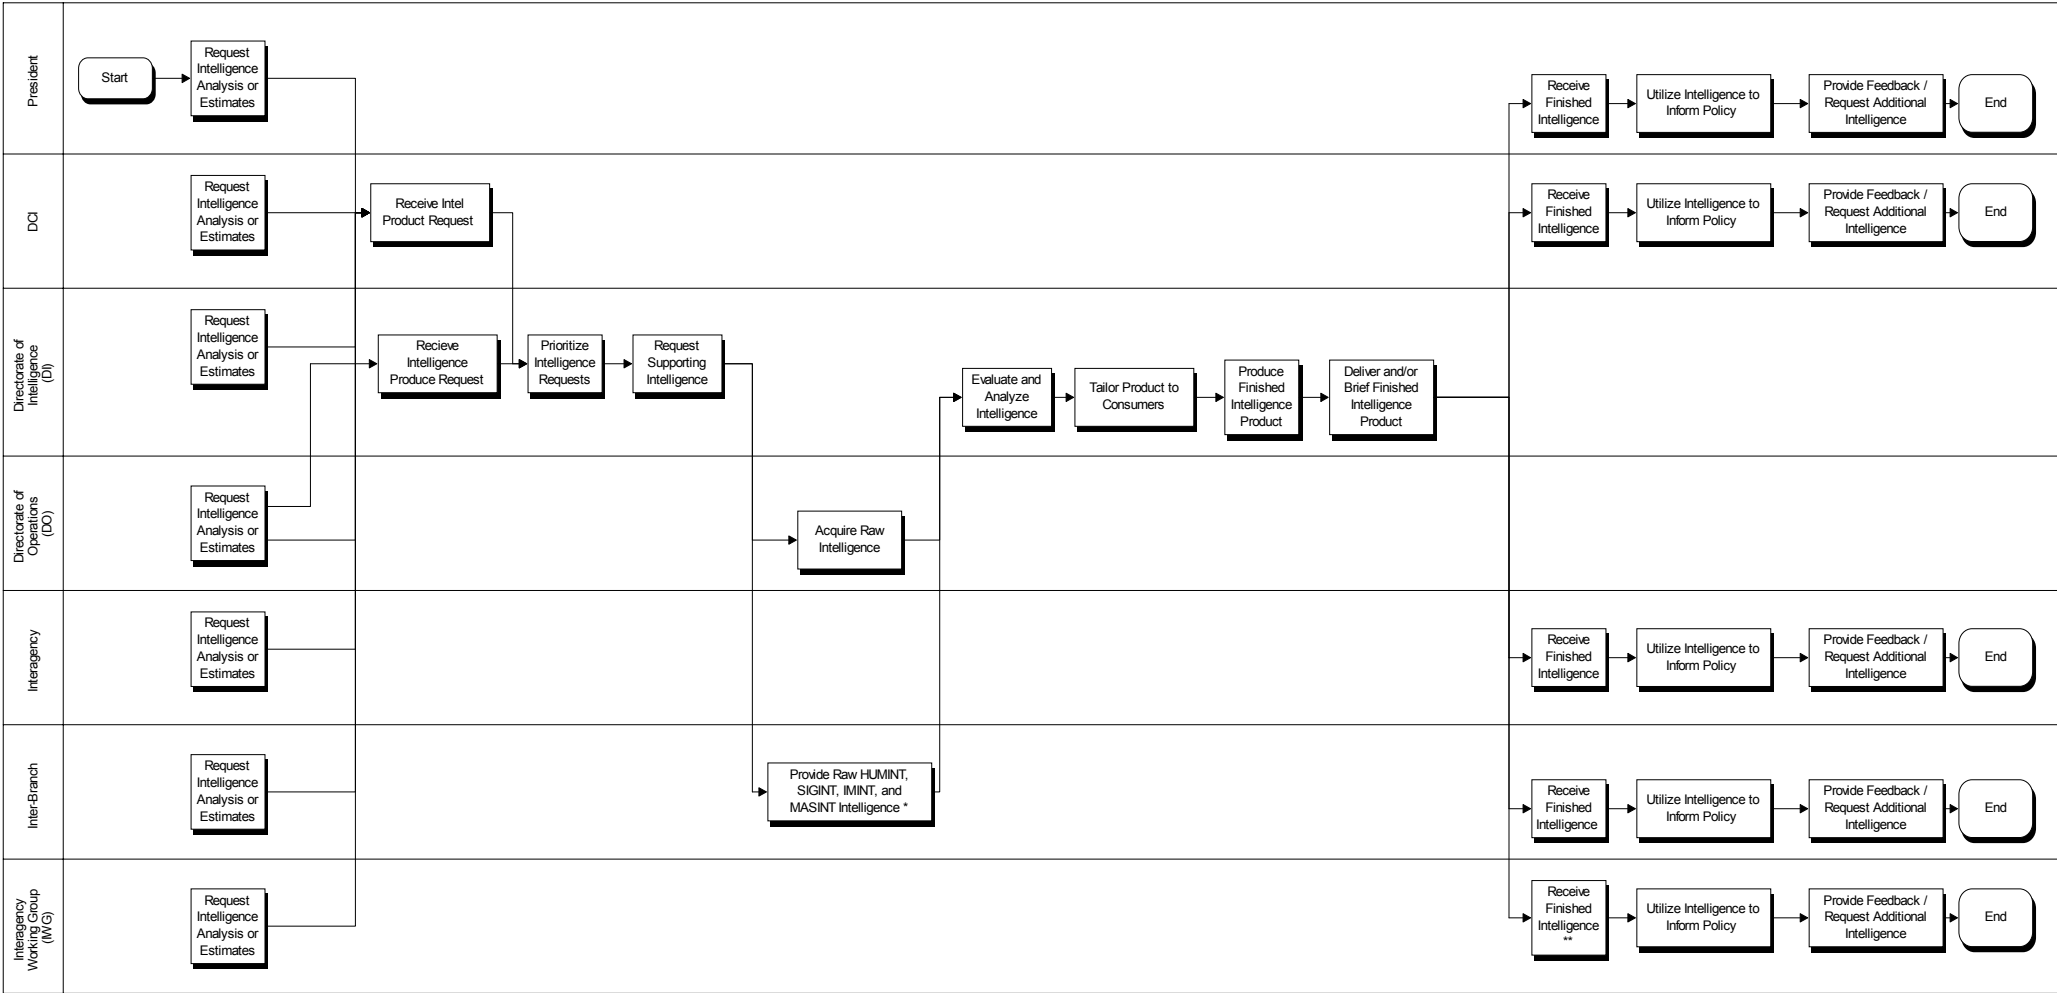 President
Start
Request
Intelligence
Analysis or
Estimates
Receive
Finished
Intelligence
Utilize Intelligence to
Inform Policy
Provide Feedback /
Request Additional
Intelligence
End
DCI
Request
Intelligence
Analysis or
Estimates
Receive Intel
Product Request
Receive
Finished
Intelligence
Utilize Intelligence to
Inform Policy
Provide Feedback /
Request Additional
Intelligence
End
Directorate of
Intelligence
(DI)
Request
Intelligence
Analysis or
Estimates
Recieve
Intelligence
Produce Request
Prioritize
Intelligence
Requests
Request
Supporting
Intelligence
Evaluate and
Analyze
Intelligence
Tailor Product to
Consumers
Produce
Finished
Intelligence
Product
Deliver and/or
Brief Finished
Intelligence
Product
Directorate of
Operations
(DO)
Request
Intelligence
Analysis or
Estimates
Acquire Raw
Intelligence
Interagency
Request
Intelligence
Analysis or
Estimates
Receive
Finished
Intelligence
Utilize Intelligence to
Inform Policy
Provide Feedback /
Request Additional
Intelligence
End
Inter-Branch
Request
Intelligence
Analysis or
Estimates
Provide Raw HUMINT,
SIGINT, IMINT, and
MASINT Intelligence *
Receive
Finished
Intelligence
Utilize Intelligence to
Inform Policy
Provide Feedback /
Request Additional
Intelligence
End
Interagency
Working Group
(IWG)
Request
Intelligence
Analysis or
Estimates
Receive
Finished
Intelligence
**
Utilize Intelligence to
Inform Policy
Provide Feedback /
Request Additional
Intelligence
End